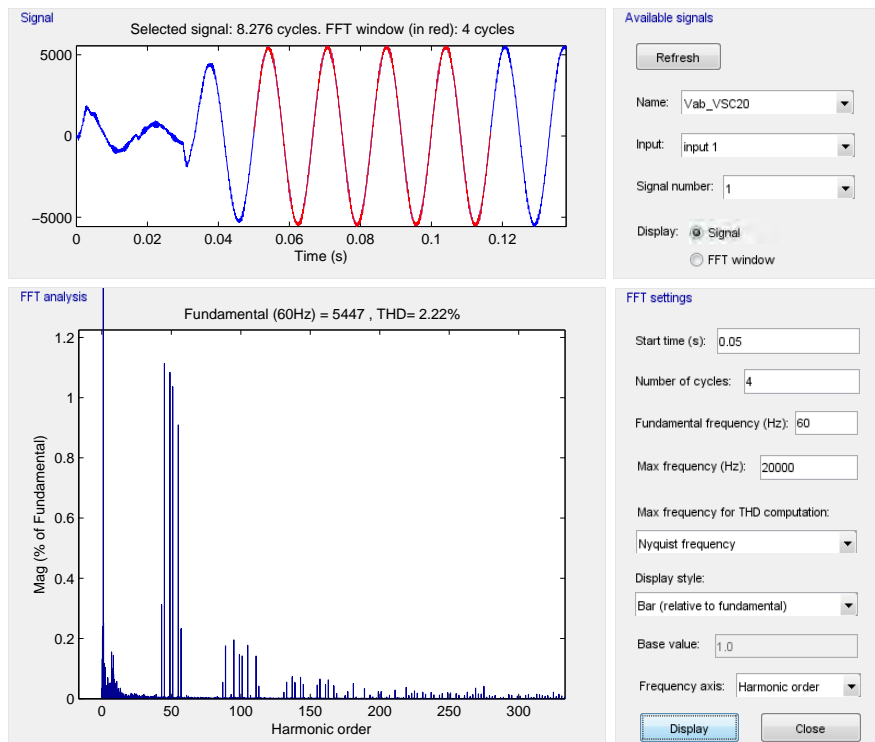 Signal
Selected signal: 8.276 cycles. FFT window (in red): 4 cycles
5000
0
−5000
0
0.02
0.04
0.06
0.08
0.1
0.12
Time (s)
Available signals
Refresh
Name:
Vab_VSC20
Input:
input 1
Signal number:
1
Display:
Signal
FFT window
FFT analysis
Fundamental (60Hz) = 5447 , THD= 2.22%
Mag (% of Fundamental)
1.2
1
0.8
0.6
0.4
0.2
0
0
50
100
150
200
250
300
Harmonic order
FFT settings
Start time (s):
0.05
Number of cycles:
4
Fundamental frequency (Hz):
60
Max frequency (Hz):
20000
Max frequency for THD computation:
Nyquist frequency
Display style:
Bar (relative to fundamental)
Base value:
1.0
Frequency axis:
Harmonic order
Display
Close